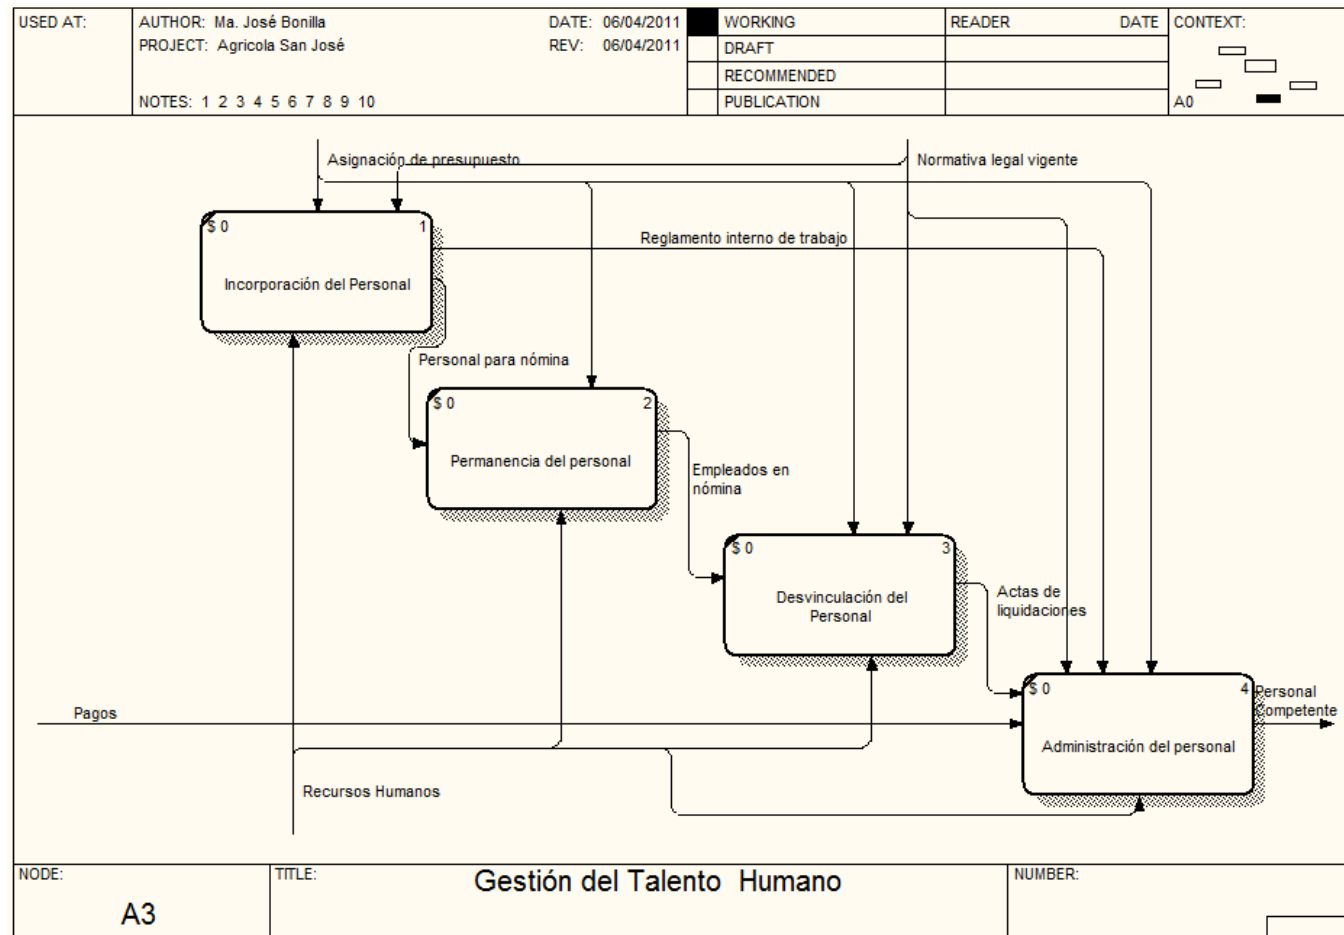 USED AT:
AUTHOR: Ma. José Bonilla
DATE: 06/04/2011
PROJECT: Agricola San José
REV: 06/04/2011
NOTES: 1 2 3 4 5 6 7 8 9 10
WORKING
DRAFT
RECOMMENDED
PUBLICATION
READER
DATE
CONTEXT:
A0
Asignación de presupuesto
Normativa legal vigente
$ 0
1
Incorporación del Personal
Reglamento interno de trabajo
Personal para nómina
$ 0
2
Permanencia del personal
Empleados en
nómina
$ 0
3
Desvinculación del
Personal
Actas de
liquidaciones
$ 0
4
Administración del personal
Personal
Competente
Pagos
Recursos Humanos
NODE:
A3
TITLE:
Gestión del Talento Humano
NUMBER: